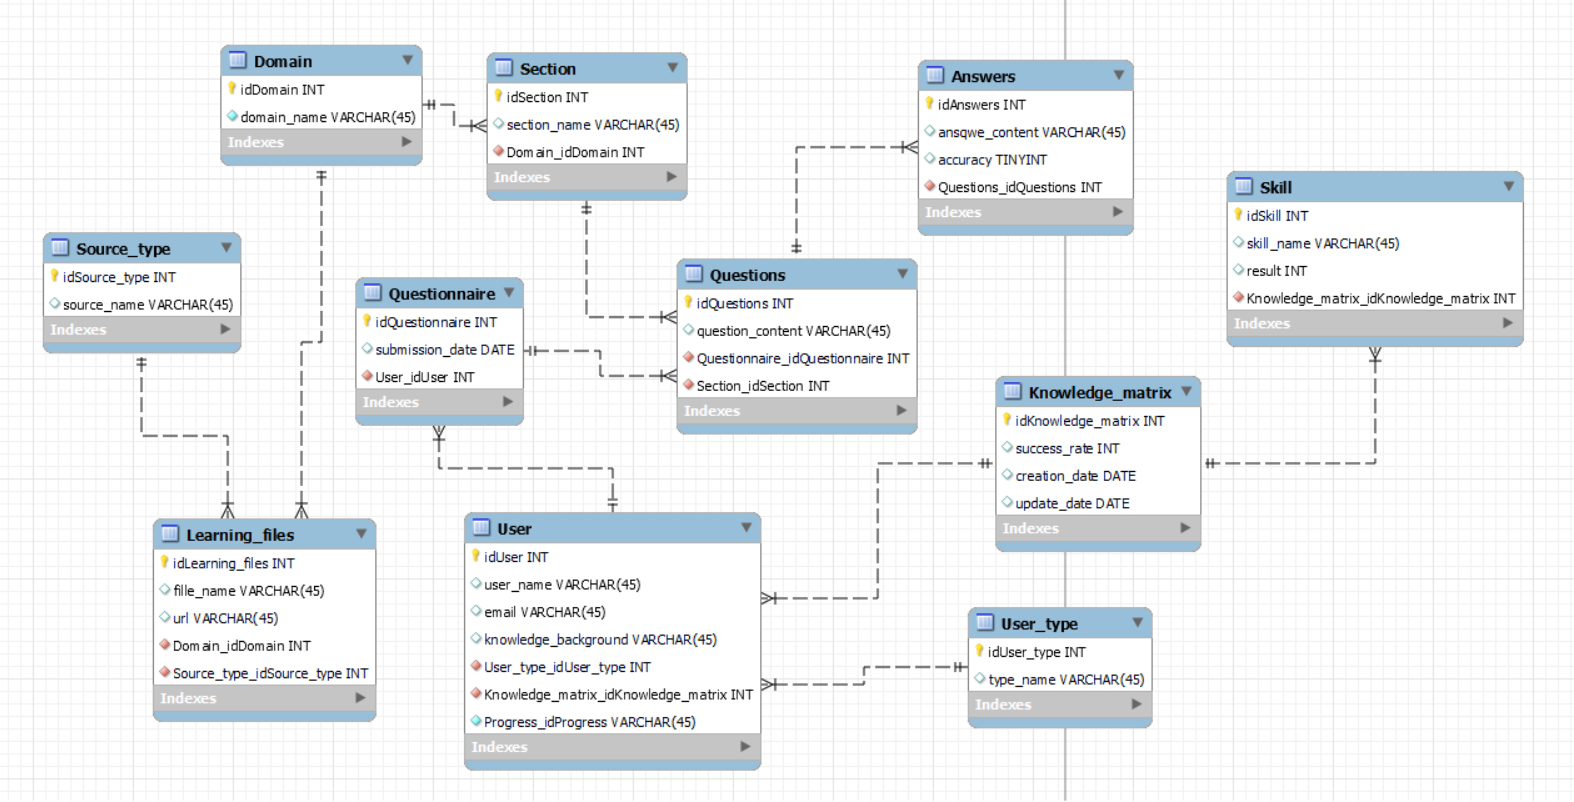 Domain
idDomain INT
domain_name VARCHAR(45)
Indexes
Section
idSection INT
section_name VARCHAR(45)
Domain_idDomain INT
Indexes
Answers
idAnswers INT
ansqwe_content VARCHAR(45)
accuracy TINYINT
Questions_idQuestions INT
Indexes
Skill
idSkill INT
skill_name VARCHAR(45)
result INT
Knowledge_matrix_idKnowledge_matrix INT
Indexes
Source_type
idSource_type INT
source_name VARCHAR(45)
Indexes
Questionnaire
idQuestionnaire INT
submission_date DATE
User_idUser INT
Indexes
Questions
idQuestions INT
question_content VARCHAR(45)
Questionnaire_idQuestionnaire INT
Section_idSection INT
Indexes
Knowledge_matrix
idKnowledge_matrix INT
success_rate INT
creation_date DATE
update_date DATE
Indexes
Learning_files
idLearning_files INT
fille_name VARCHAR(45)
url VARCHAR(45)
Domain_idDomain INT
Source_type_idSource_type INT
Indexes
User
idUser INT
user_name VARCHAR(45)
email VARCHAR(45)
knowledge_background VARCHAR(45)
User_type_idUser_type INT
Knowledge_matrix_idKnowledge_matrix INT
Progress_idProgress VARCHAR(45)
Indexes
User_type
idUser_type INT
type_name VARCHAR(45)
Indexes